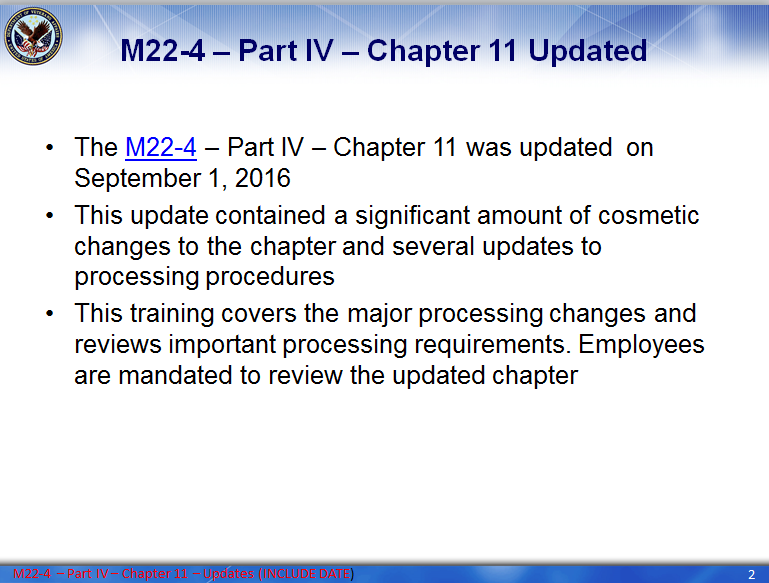 M22-4 – Part IV – Chapter 11 Updated
• The M22-4 – Part IV – Chapter 11 was updated on
September 1, 2016
• This update contained a significant amount of cosmetic
changes to the chapter and several updates to
processing procedures
• This training covers the major processing changes and
reviews important processing requirements. Employees
are mandated to review the updated chapter
M22-4 – Part IV – Chapter 11 – Updates (INCLUDE DATE)
2